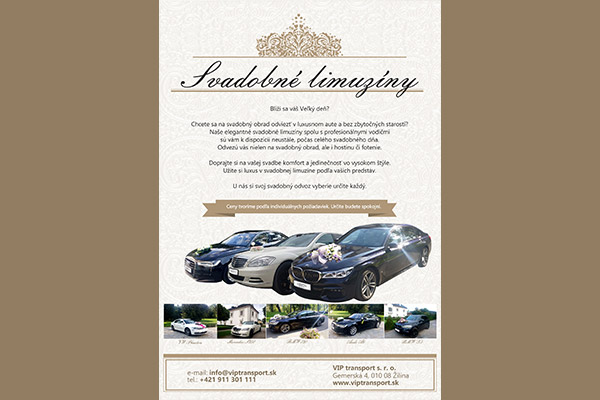 Svadobné limuzíny
Blíži sa váš Veľký deň?
Chcete sa na svadobný obrad odviezť v luxusnom aute a bez zbytočných starostí?
Naše elegantné svadobné limuzíny spolu s profesionálnymi vodičmi
sú vám k dispozícii neustále, počas celého svadobného dňa.
Odvezú vás nielen na svadobný obrad, ale i hostinu či fotenie.
Doprajte si na vašej svadbe komfort a jedinečnosť vo vysokom štýle.
Užite si luxus v svadobnej limuzíne podľa vašich predstáv.
U nás si svoj svadobný odvoz vyberie určite každý.
Ceny tvoríme podľa individuálnych požiadaviek. Určite budete spokojní.
e-mail: info@viptransport.sk
tel.: +421 911 301 111
VIP transport s. r. o.
Gemerská 4, 010 08 Žilina
www.viptransport.sk